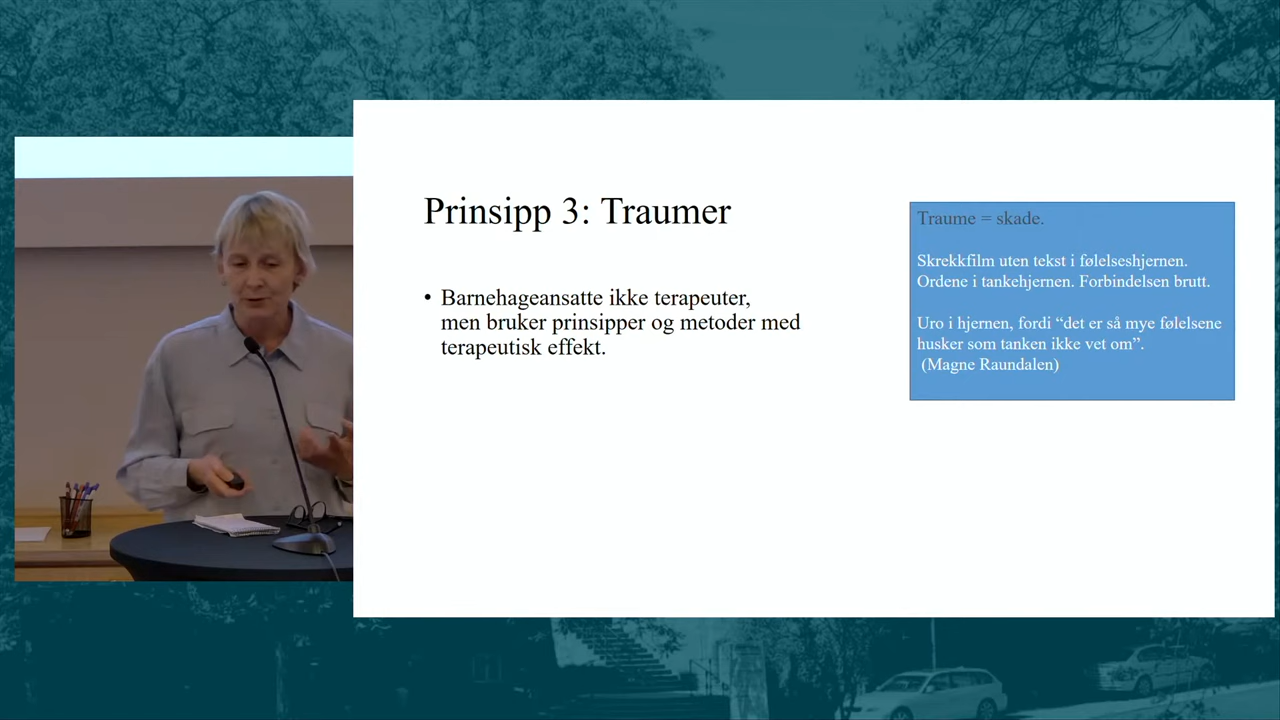 Prinsipp 3: Traumer
• Barnehageansatte ikke terapeuter,
men bruker prinsipper og metoder med
terapeutisk effekt.
Traume = skade.
Skrekkfilm uten tekst i følelseshjernen.
Ordene i tankehjernen. Forbindelsen brutt.
Uro i hjernen, fordi “det er så mye følelsene
husker som tanken ikke vet om”.
(Magne Raundalen)